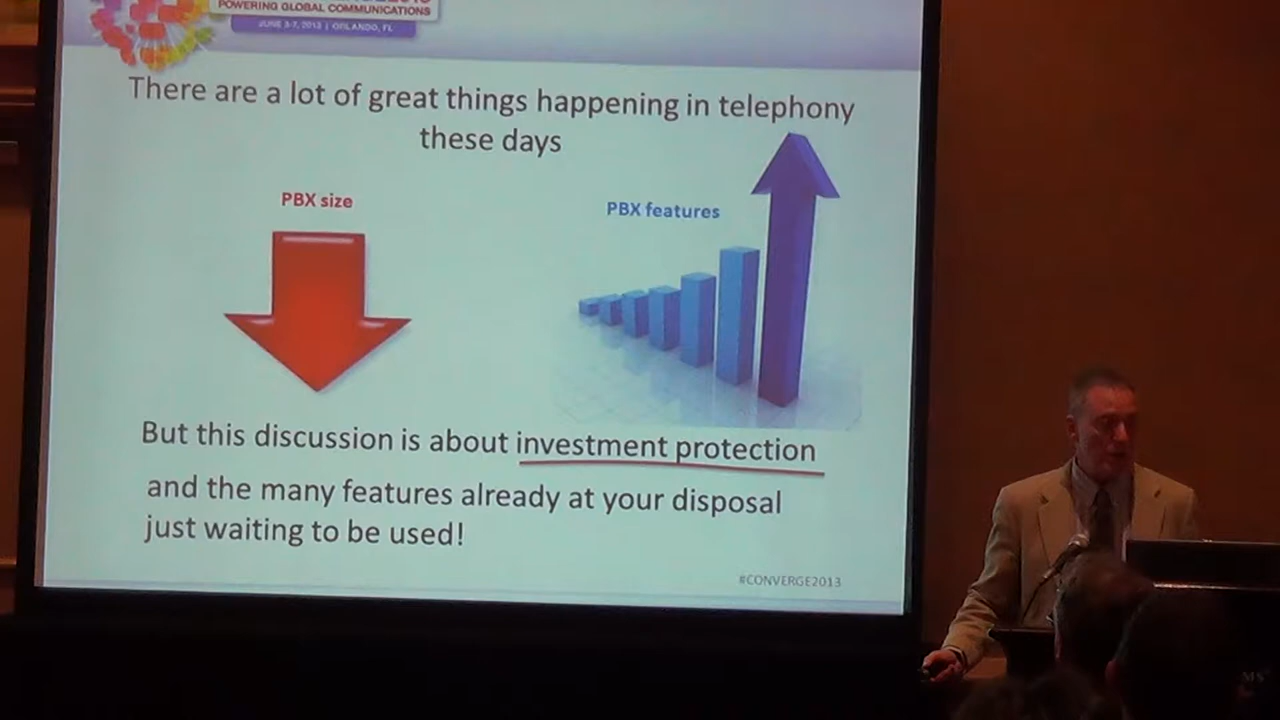 POWERING GLOBAL COMMUNICATIONS
JUNE 3-7, 2013 | ORLANDO, FL
There are a lot of great things happening in telephony
these days
PBX size
PBX features
But this discussion is about investment protection
and the many features already at your disposal
just waiting to be used!
#CONVERGE2013